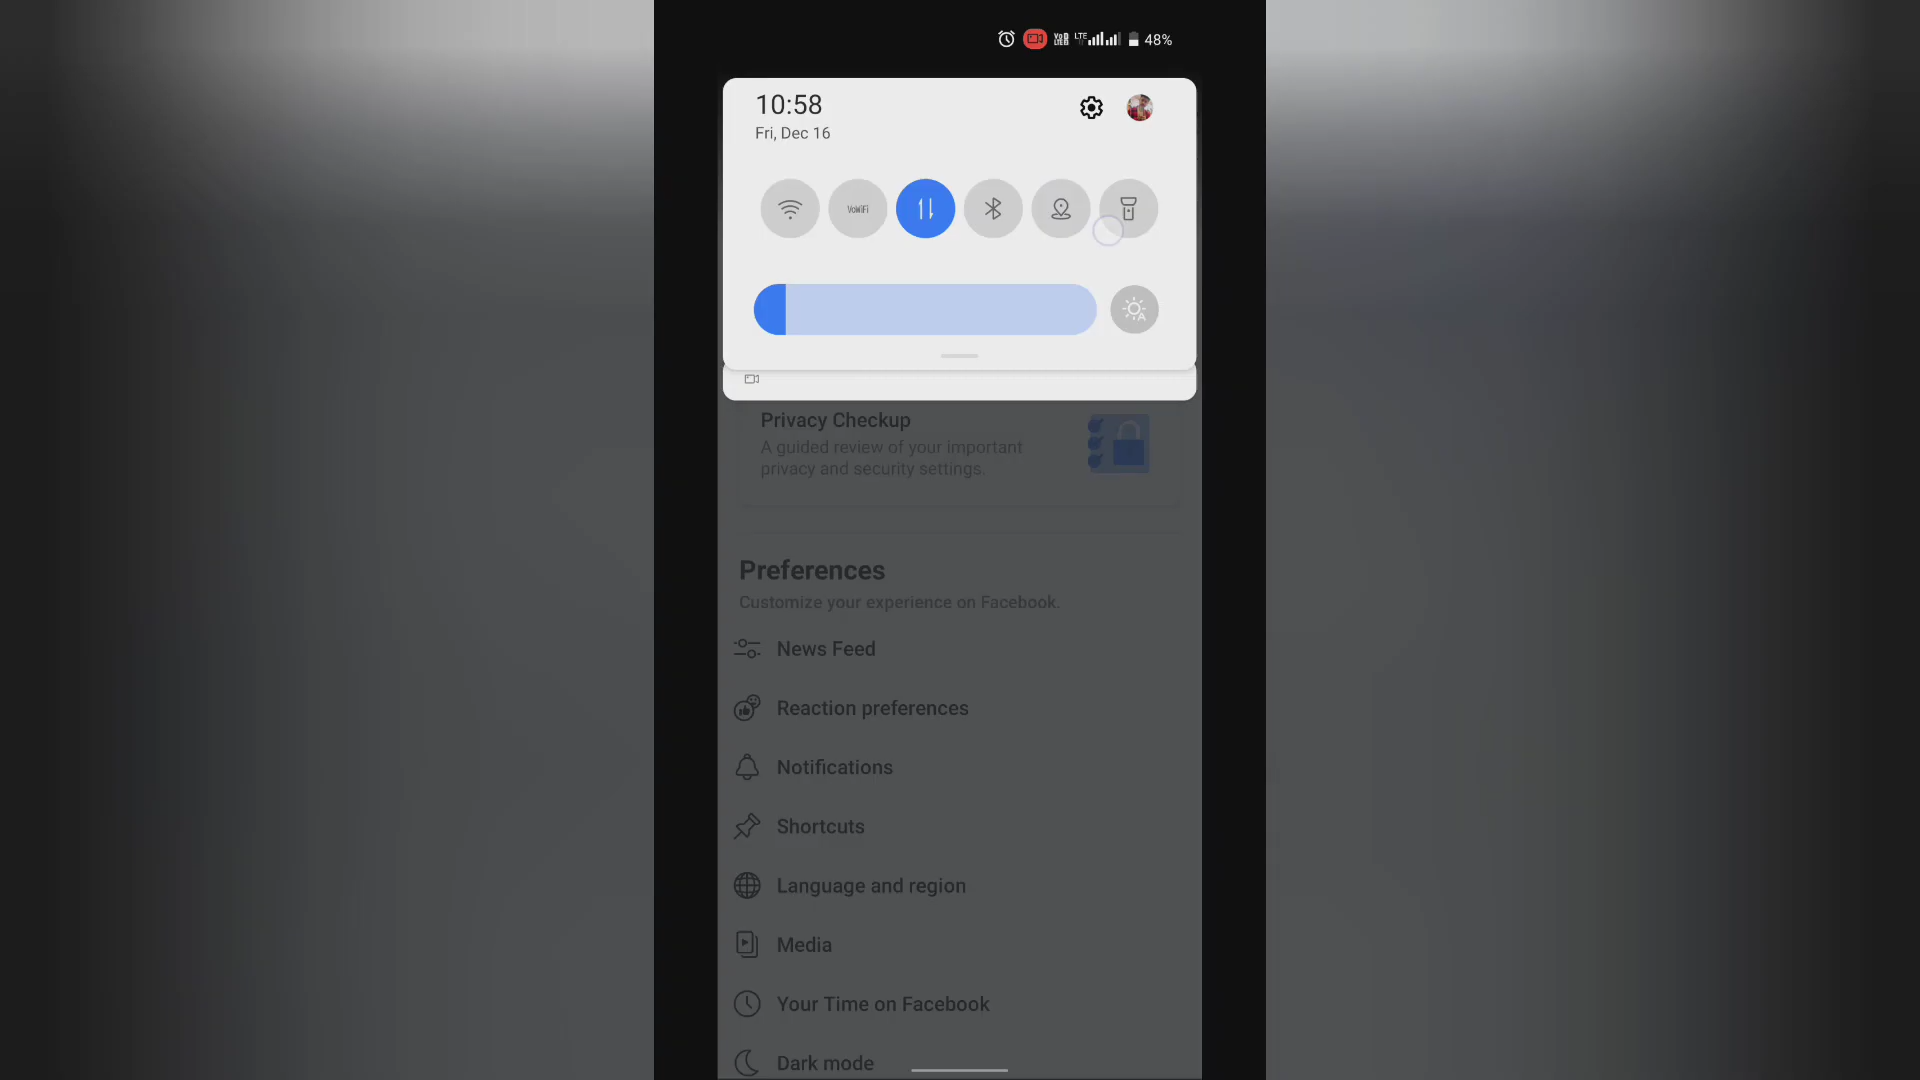 48%
10:58
Fri, Dec 16
VoWiFi
Privacy Checkup
A guided review of your important
privacy and security settings.
Preferences
Customize your experience on Facebook.
News Feed
Reaction preferences
Notifications
Shortcuts
Language and region
Media
Your Time on Facebook
Dark mode